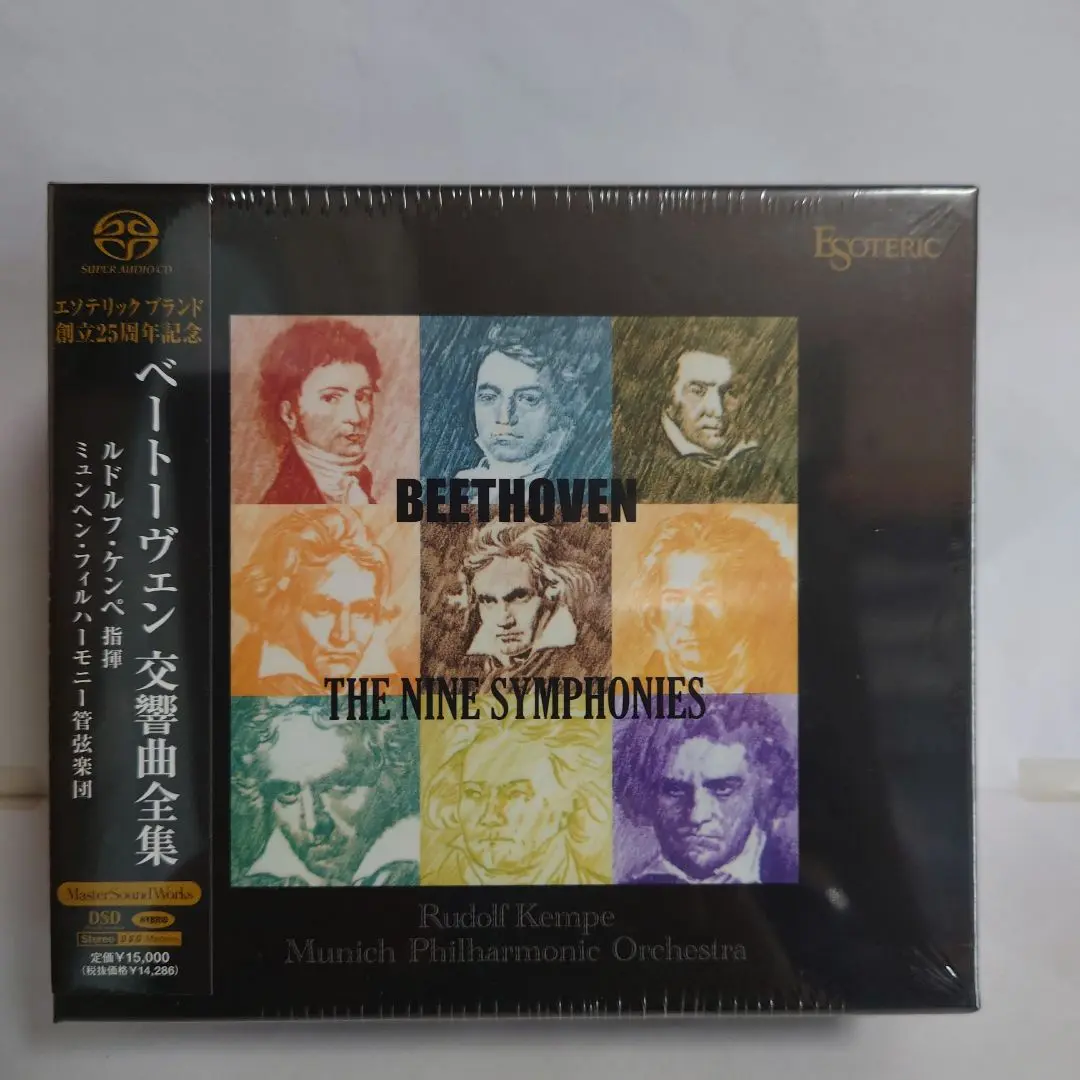 SUPER AUDIO CD
エソテリック ブランド
創立25周年記念
ベートーヴェン 交響曲全集
ルドルフ・ケンペ 指揮
ミュンヘン・フィルハーモニー管弦楽団
MasterSoundWorks
DSD HYBRID
Stereo DSD Mastering
定価¥15,000
(税抜価格¥14,286)
ESOTERIC
BEETHOVEN
THE NINE SYMPHONIES
Rudolf Kempe
Munich Philharmonic Orchestra